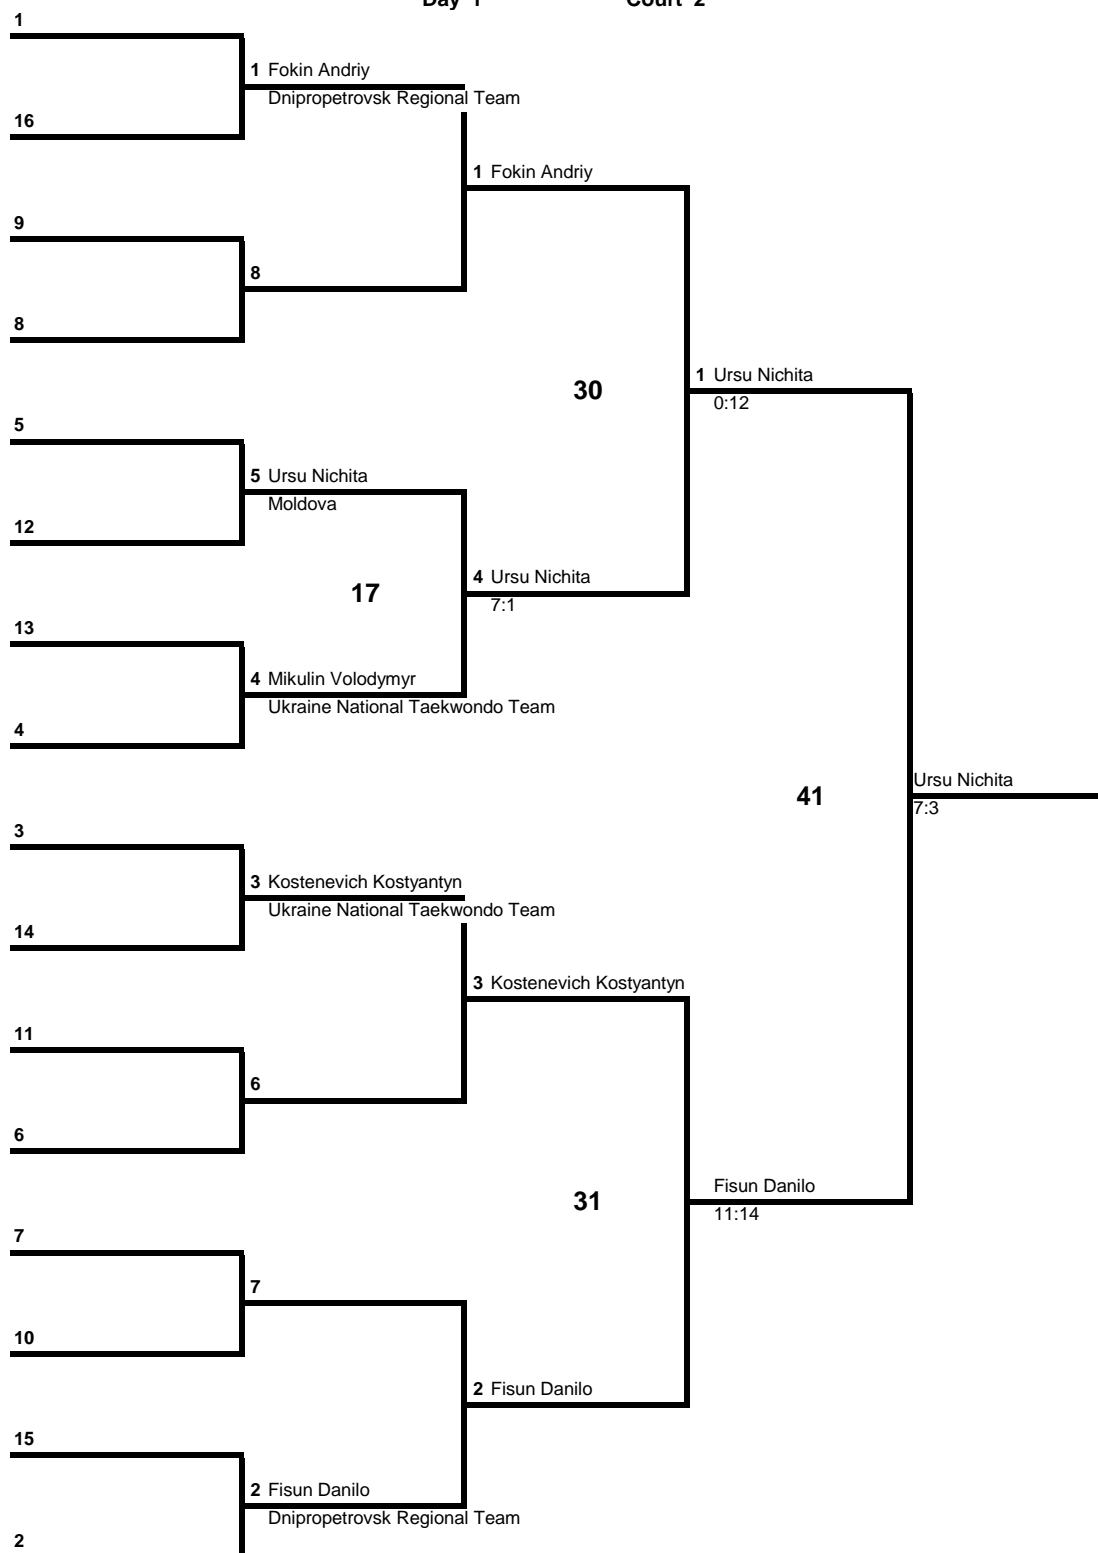 Day 1 Court 2
1
1 Fokin Andriy
Dnipropetrovsk Regional Team
16
1 Fokin Andriy
9
8
8
30
1 Ursu Nichita
0:12
5
5 Ursu Nichita
Moldova
12
4 Ursu Nichita
17
7:1
13
4 Mikulin Volodymyr
Ukraine National Taekwondo Team
4
Ursu Nichita
41
7:3
3
3 Kostenevich Kostyantyn
Ukraine National Taekwondo Team
14
3 Kostenevich Kostyantyn
11
6
6
Fisun Danilo
31
11:14
7
7
10
2 Fisun Danilo
15
2 Fisun Danilo
Dnipropetrovsk Regional Team
2